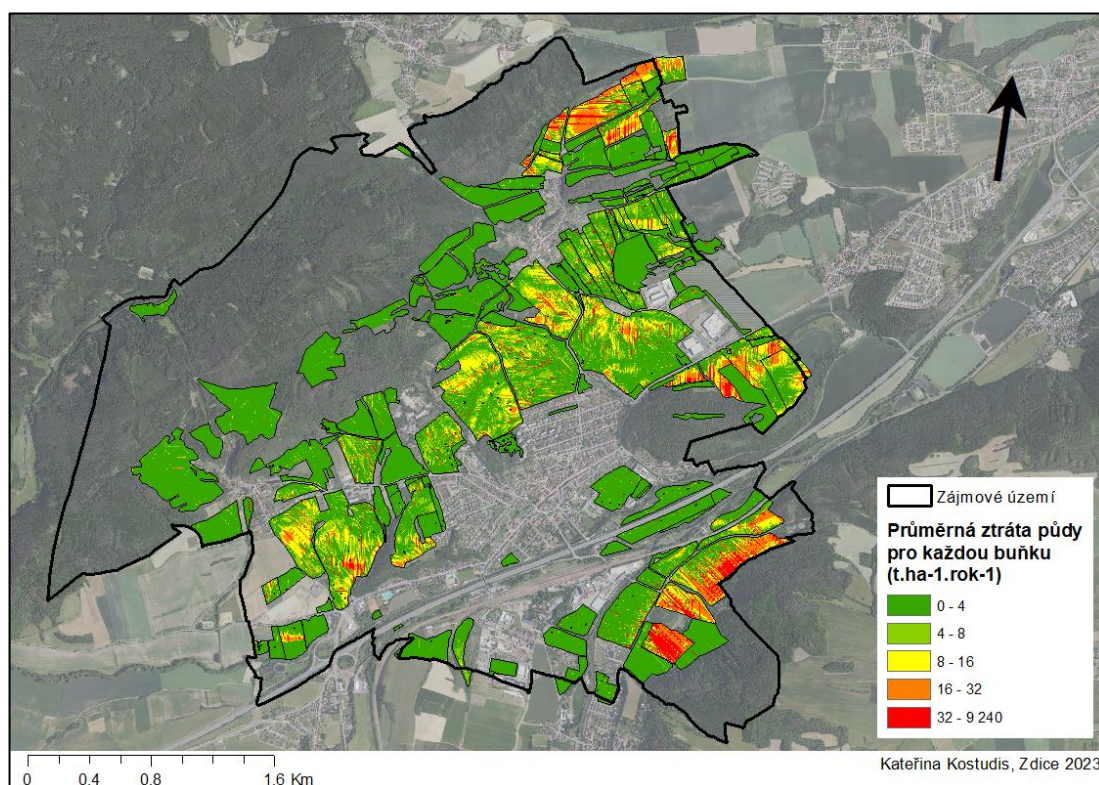 Zájmové území
Průměrná ztráta půdy
pro každou buňku
(t.ha-1.rok-1)
0 - 4
4 - 8
8 - 16
16 - 32
32 - 9 240
0 0.4 0.8 1.6 Km
Kateřina Kostudis, Zdice 2023